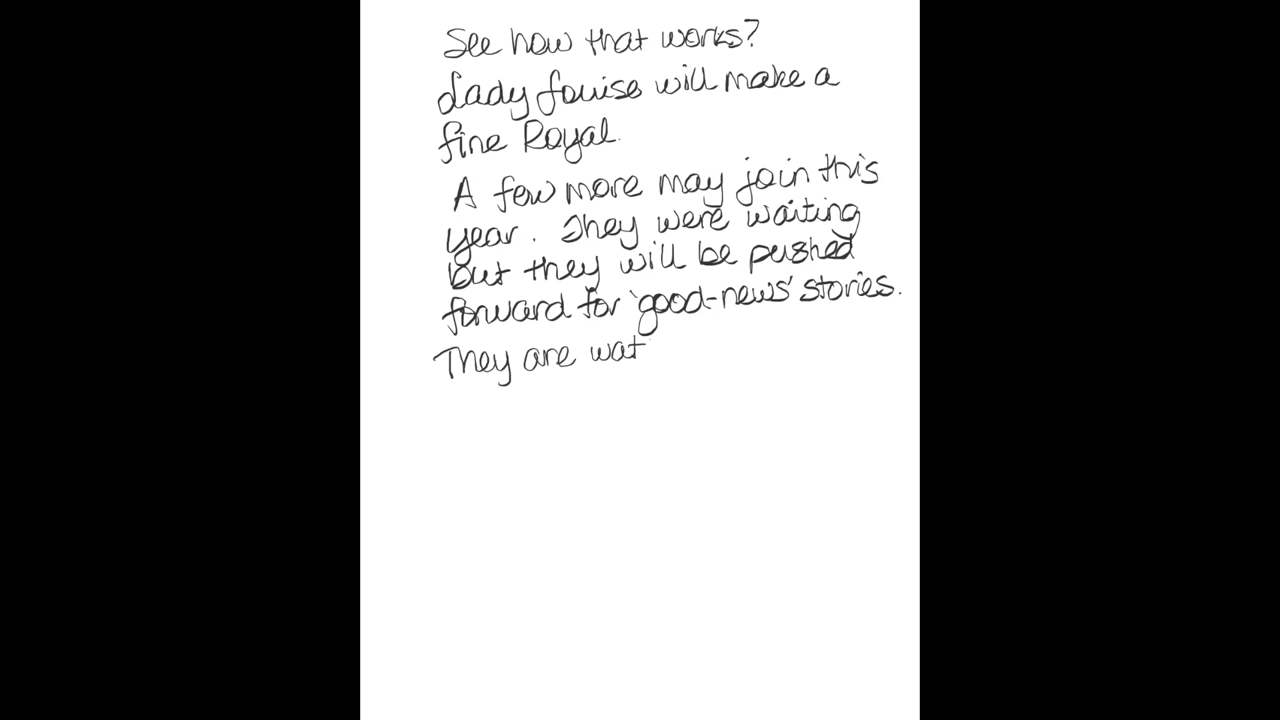 See how that works?
Lady Louise will make a
fine Royal.
A few more may join this
year. They were waiting
but they will be pushed
forward for 'good-news' stories.
They are wat